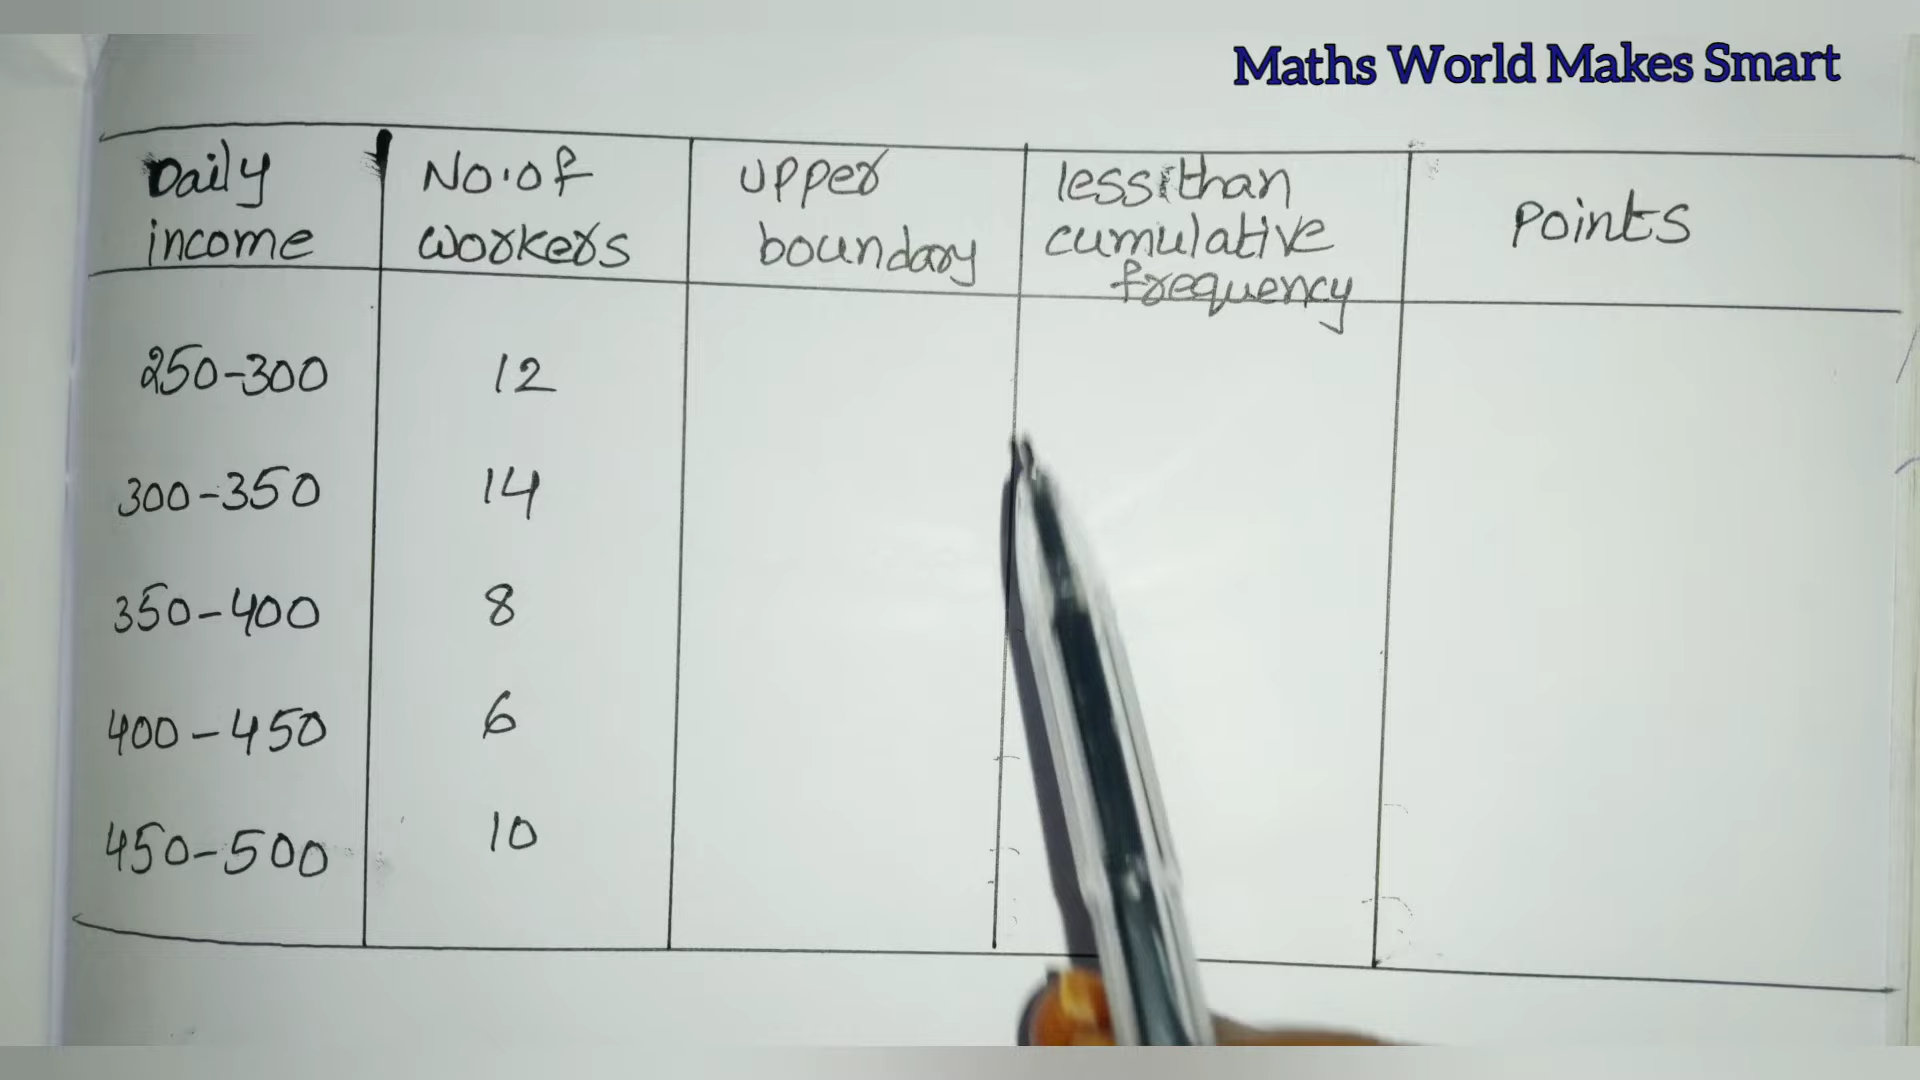 Maths World Makes Smart
Daily income
No. of workers
upper boundary
less than cumulative frequency
Points
250-300 12
300-350 14
350-400 8
400-450 6
450-500 10